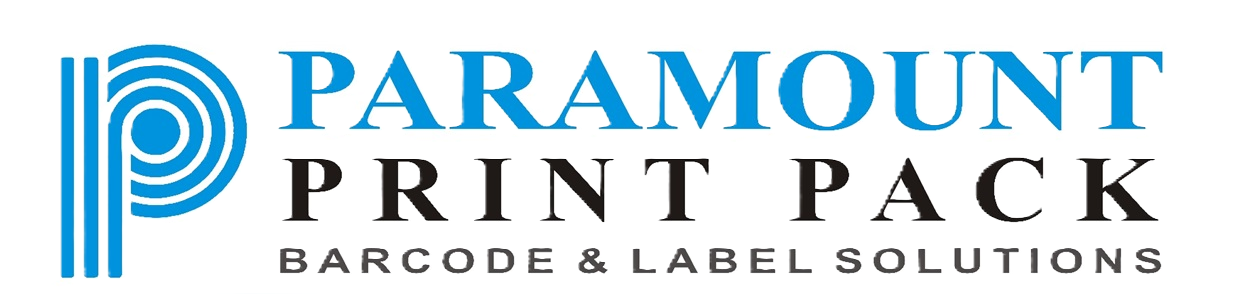 PARAMOUNT
PRINT PACK
BARCODE & LABEL SOLUTIONS